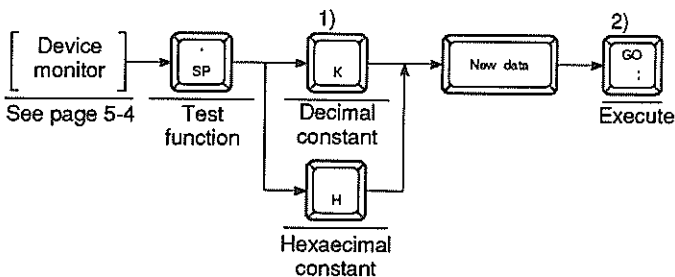 1)
2)
Device
monitor
SP
K
New data
GO
;
See page 5-4
Test
function
Decimal
constant
Execute
H
Hexaecimal
constant